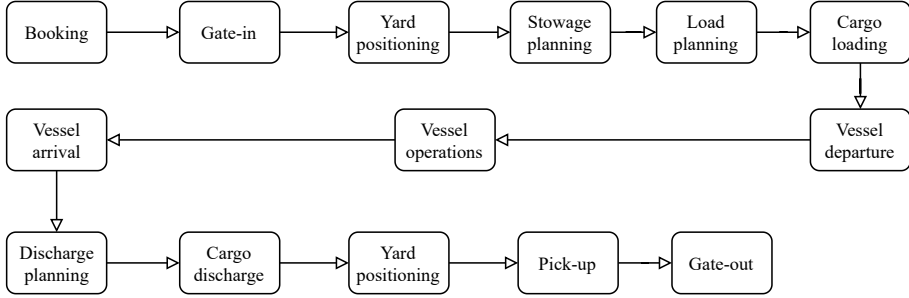 Booking
Gate-in
Yard
positioning
Stowage
planning
Load
planning
Cargo
loading
Vessel
departure
Vessel
operations
Vessel
arrival
Discharge
planning
Cargo
discharge
Yard
positioning
Pick-up
Gate-out